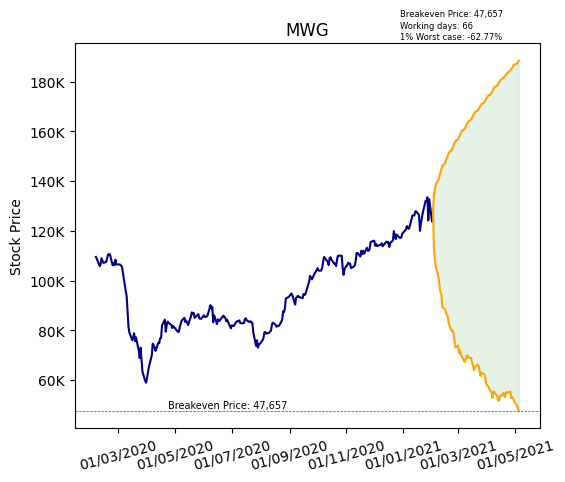 Breakeven Price: 47,657
Working days: 66
1% Worst case: -62.77%
MWG
Stock Price
180K
160K
140K
120K
100K
80K
60K
Breakeven Price: 47,657
01/03/2020
01/05/2020
01/07/2020
01/09/2020
01/11/2020
01/01/2021
01/03/2021
01/05/2021